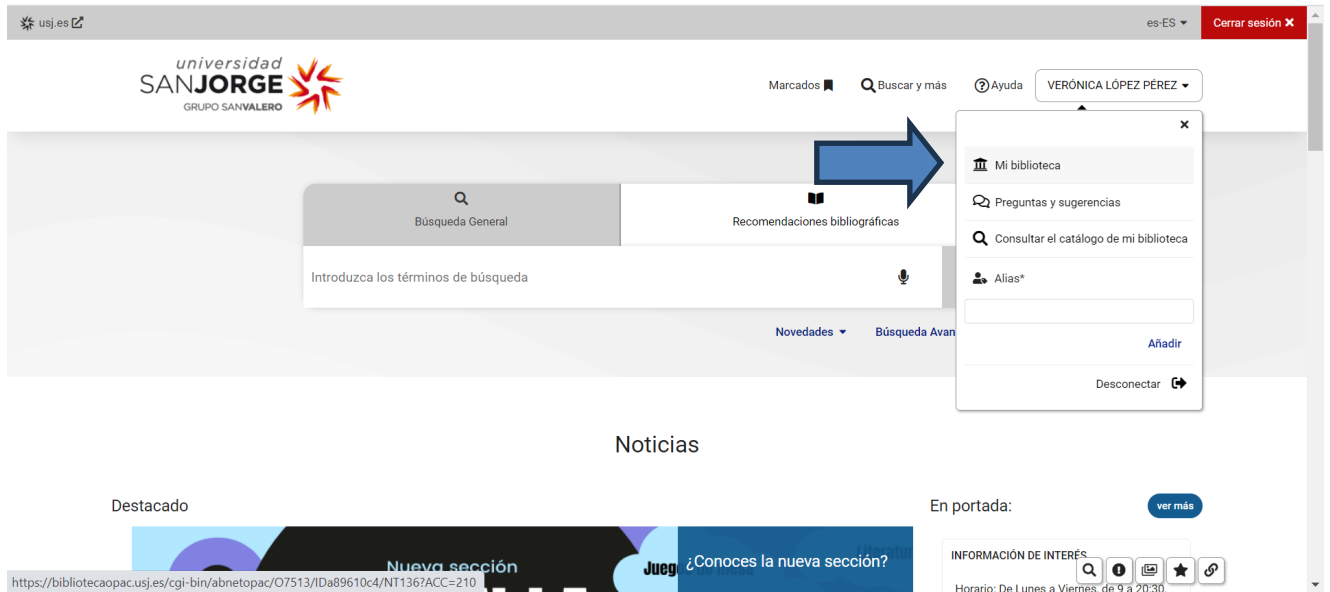 usj.es
es-ES
Cerrar sesión
universidad
SANJORGE
GRUPO SANVALERO
Marcados
Buscar y más
Ayuda
VERÓNICA LÓPEZ PÉREZ
Mi biblioteca
Preguntas y sugerencias
Consultar el catálogo de mi biblioteca
Alias*
Añadir
Desconectar
Búsqueda General
Recomendaciones bibliográficas
Introduzca los términos de búsqueda
Novedades
Búsqueda Avan
Noticias
Destacado
En portada:
ver más
Nueva sección
Jueg
¿Conoces la nueva sección?
INFORMACIÓN DE INTERÉS
Horario: De Lunes a Viernes, de 9 a 20:30.
https://bibliotecaopac.usj.es/cgi-bin/abnetopac/O7513/IDa89610c4/NT136?ACC=210